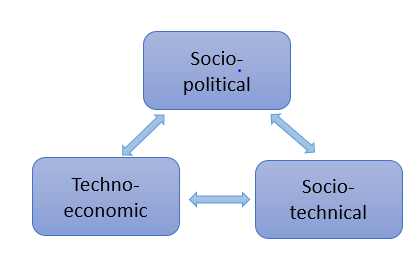 Socio-
political
Techno-
economic
Socio-
technical